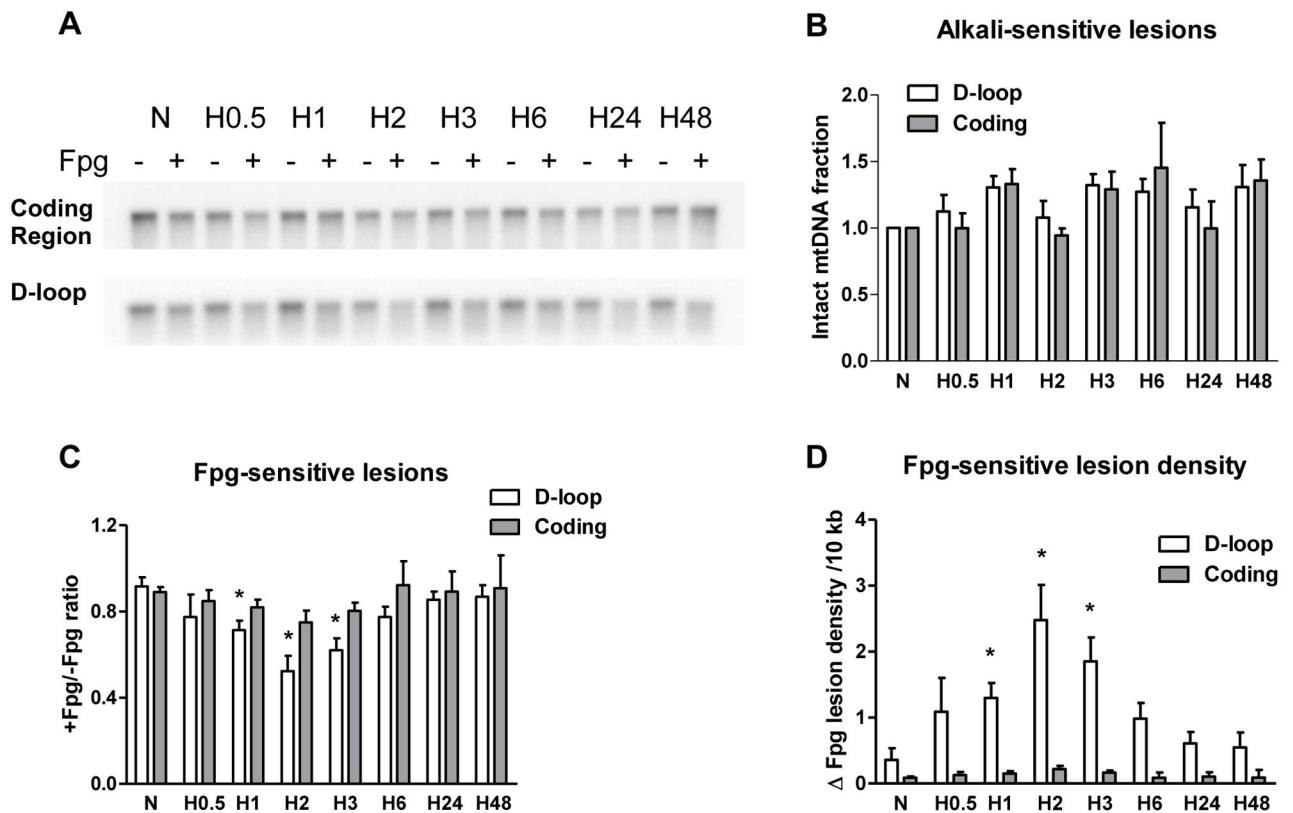 A
N H0.5 H1 H2 H3 H6 H24 H48
Fpg - + - + - + - + - + - + - + - +
Coding
Region
D-loop
B
Alkali-sensitive lesions
D-loop
Coding
Intact mtDNA fraction
2.0
1.5
1.0
0.5
0.0
N H0.5 H1 H2 H3 H6 H24 H48
C
Fpg-sensitive lesions
D-loop
Coding
+Fpg/-Fpg ratio
1.2
0.8
0.4
0.0
* * *
N H0.5 H1 H2 H3 H6 H24 H48
D
Fpg-sensitive lesion density
D-loop
Coding
Δ Fpg lesion density /10 kb
4
3
2
1
0
* * *
N H0.5 H1 H2 H3 H6 H24 H48